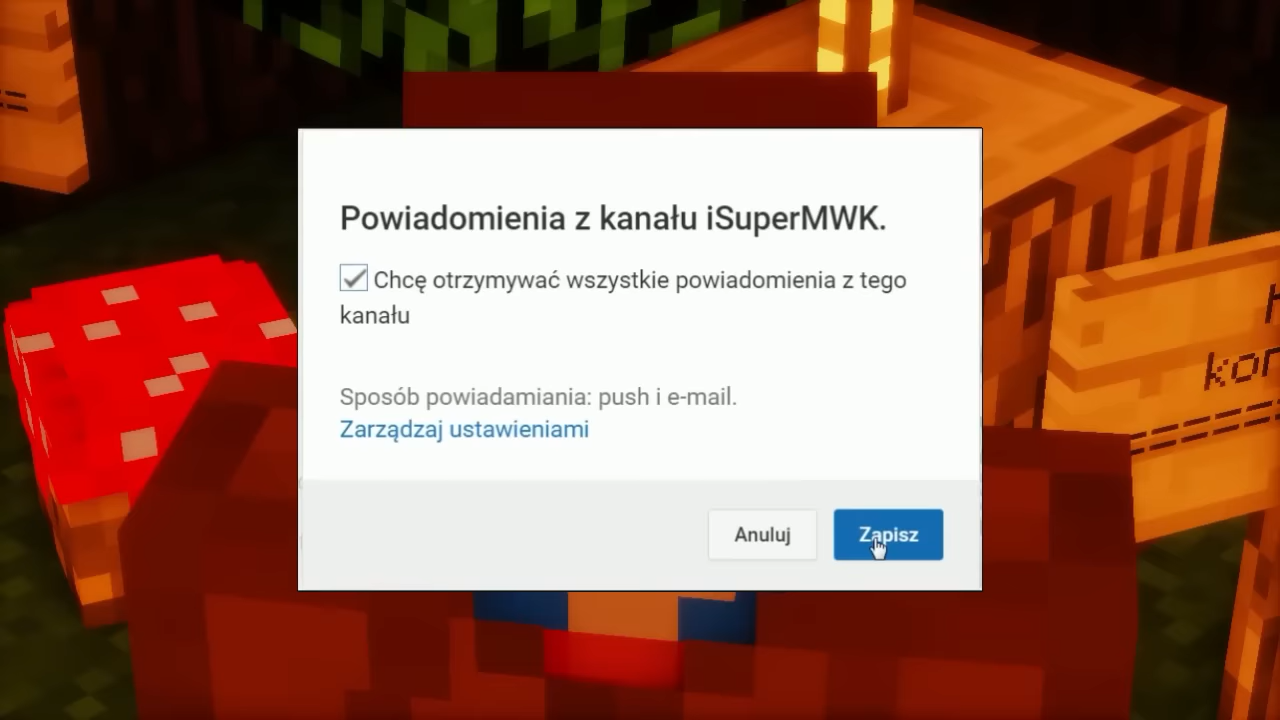 Powiadomienia z kanału iSuperMWK.
Chcę otrzymywać wszystkie powiadomienia z tego
kanału
Sposób powiadamiania: push i e-mail.
Zarządzaj ustawieniami
Anuluj
Zapisz